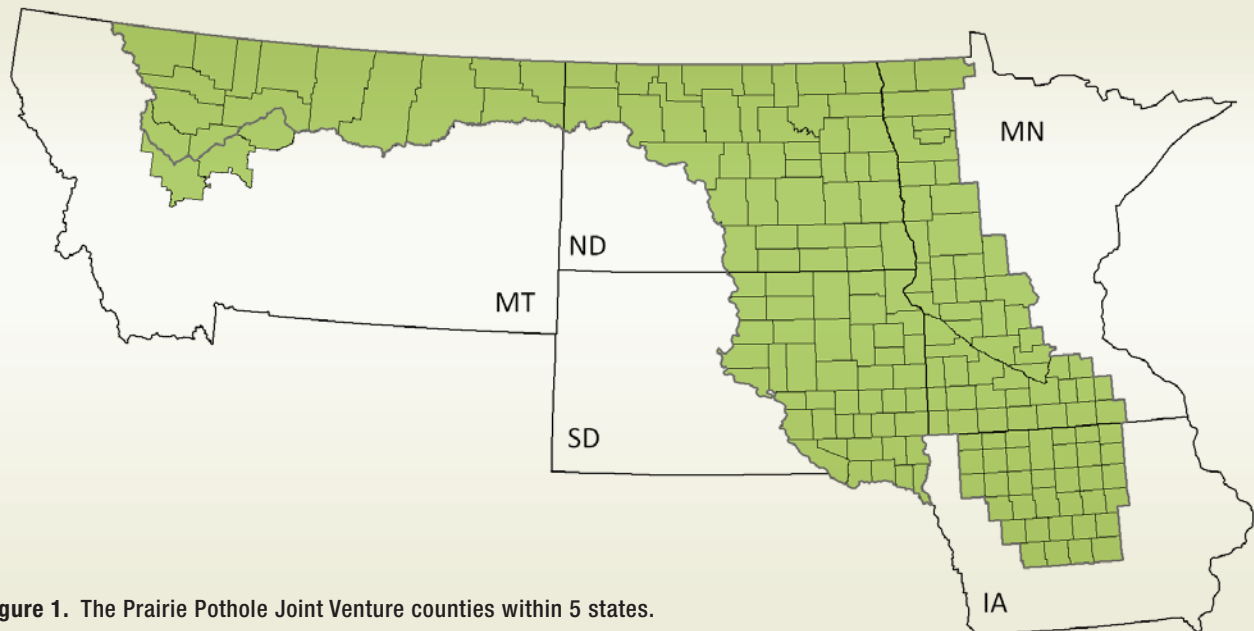 MN
ND
MT
SD
gure 1. The Prairie Pothole Joint Venture counties within 5 states.
IA